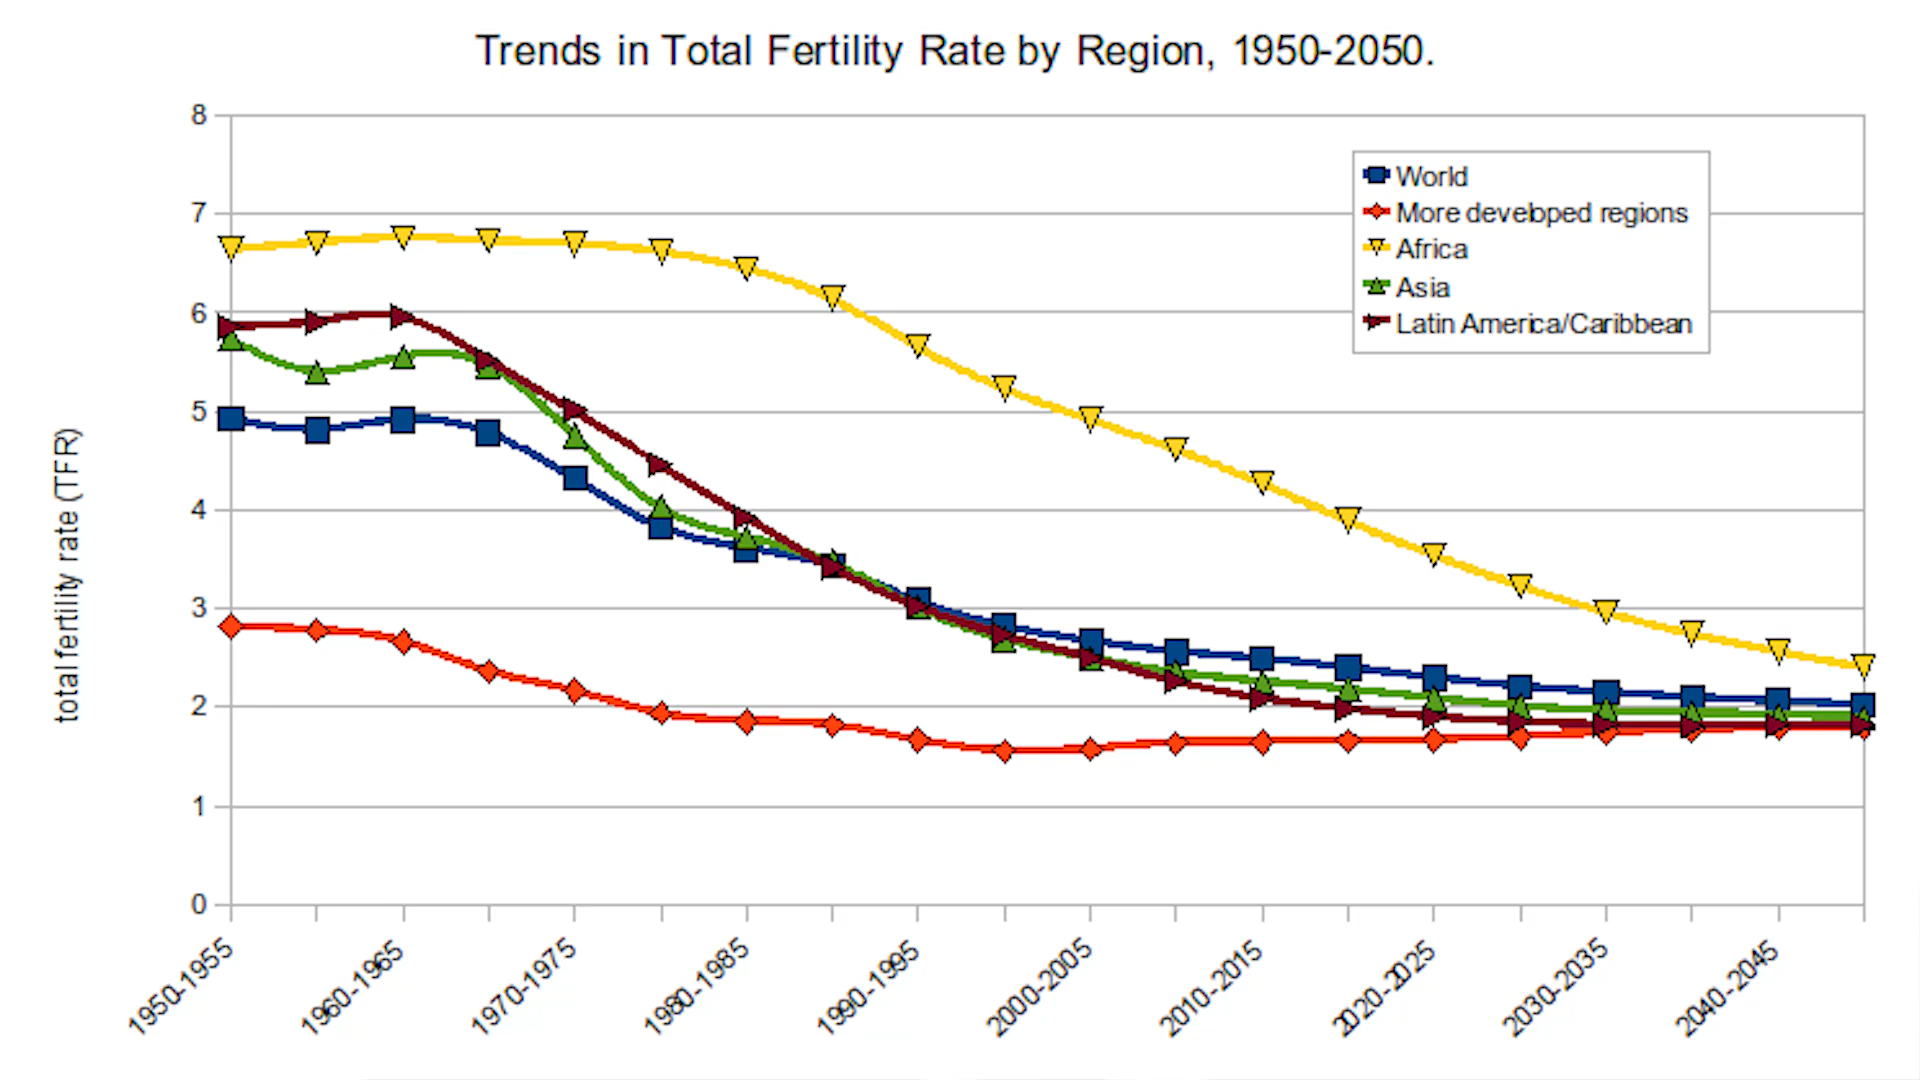 Trends in Total Fertility Rate by Region, 1950-2050.
8
7
6
5
4
3
2
1
0
total fertility rate (TFR)
World
More developed regions
Africa
Asia
Latin America/Caribbean
1950-1955
1960-1965
1970-1975
1980-1985
1990-1995
2000-2005
2010-2015
2020-2025
2030-2035
2040-2045